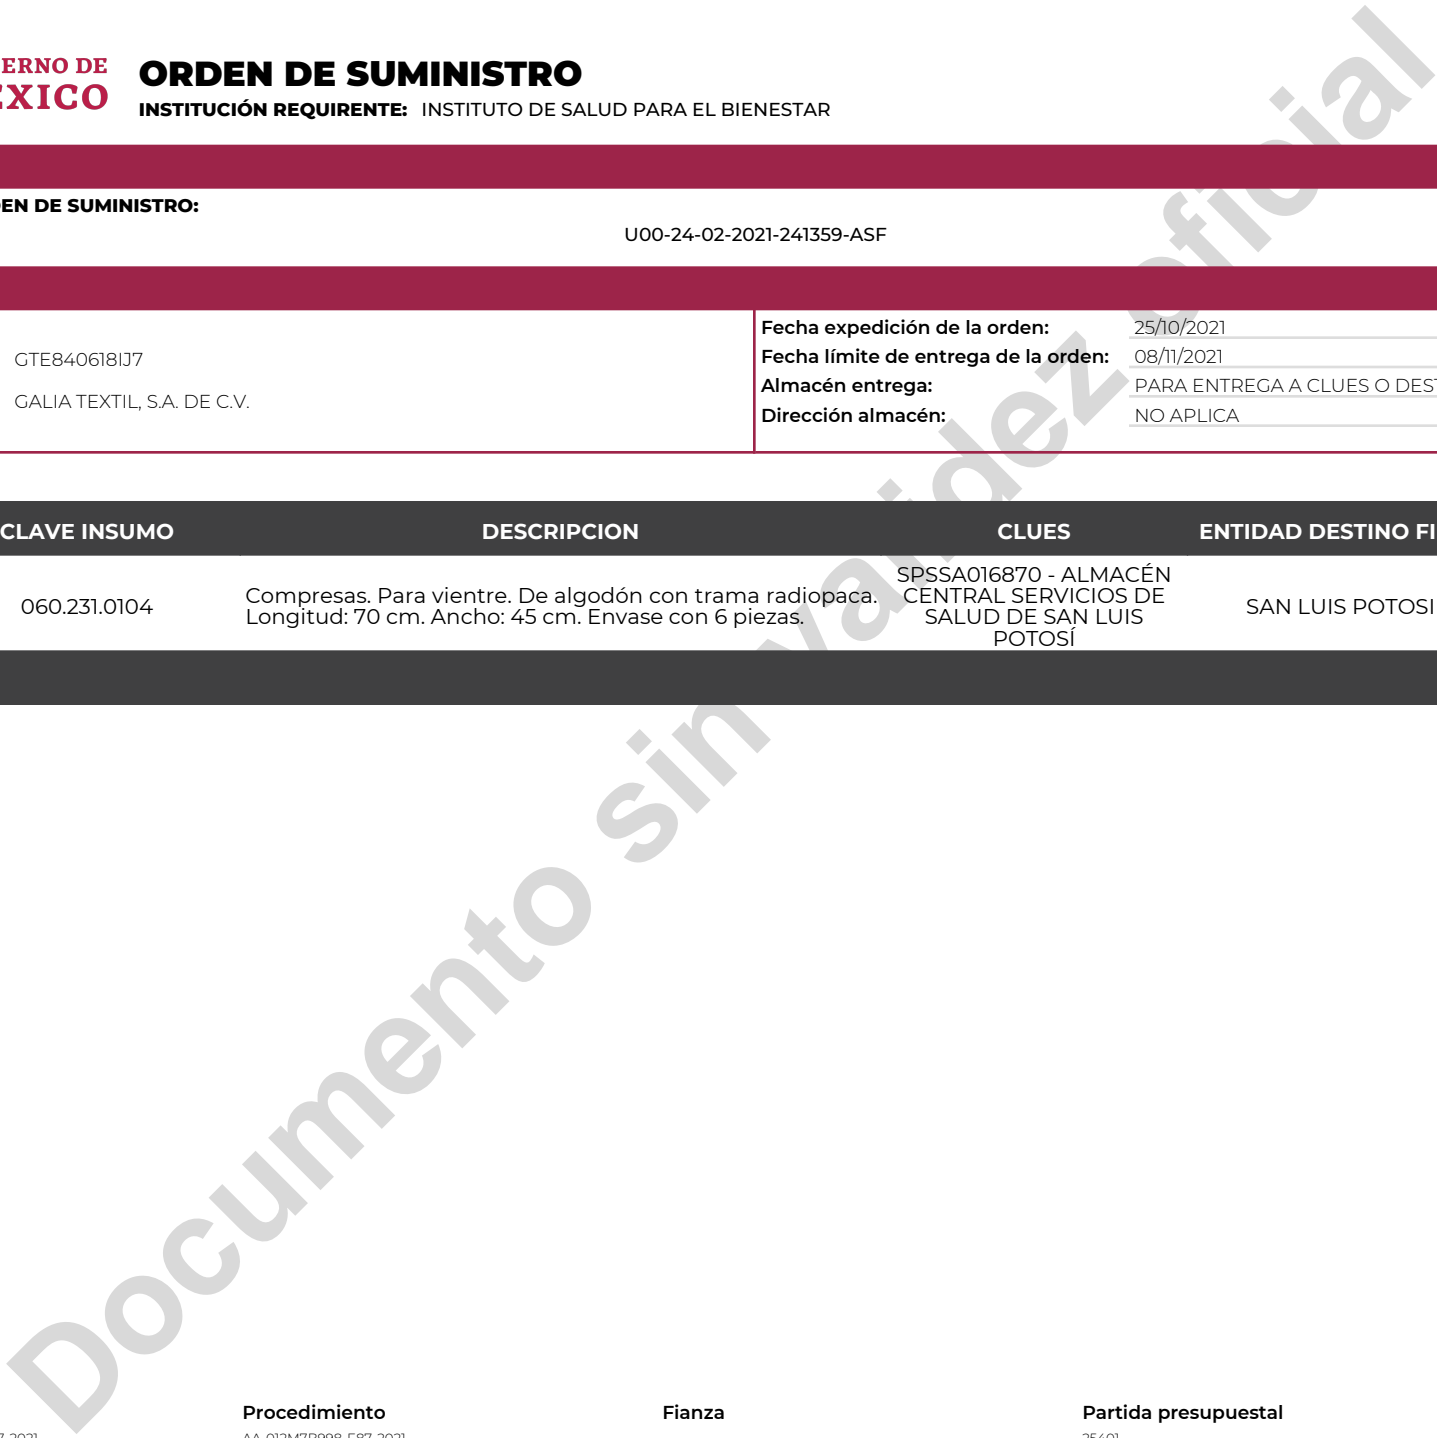 ERNO DE
EXICO
ORDEN DE SUMINISTRO
INSTITUCIÓN REQUIRENTE: INSTITUTO DE SALUD PARA EL BIENESTAR
EN DE SUMINISTRO:
U00-24-02-2021-241359-ASF
GTE840618IJ7
GALIA TEXTIL, S.A. DE C.V.
Fecha expedición de la orden: 25/10/2021
Fecha límite de entrega de la orden: 08/11/2021
Almacén entrega: PARA ENTREGA A CLUES O DEST
Dirección almacén: NO APLICA
CLAVE INSUMO DESCRIPCION CLUES ENTIDAD DESTINO FI
060.231.0104
Compresas. Para vientre. De algodón con trama radiopaca.
Longitud: 70 cm. Ancho: 45 cm. Envase con 6 piezas.
SPSSA016870 - ALMACÉN
CENTRAL SERVICIOS DE
SALUD DE SAN LUIS
POTOSÍ
SAN LUIS POTOSI
Documento sin validez oficial
Procedimiento Fianza Partida presupuestal